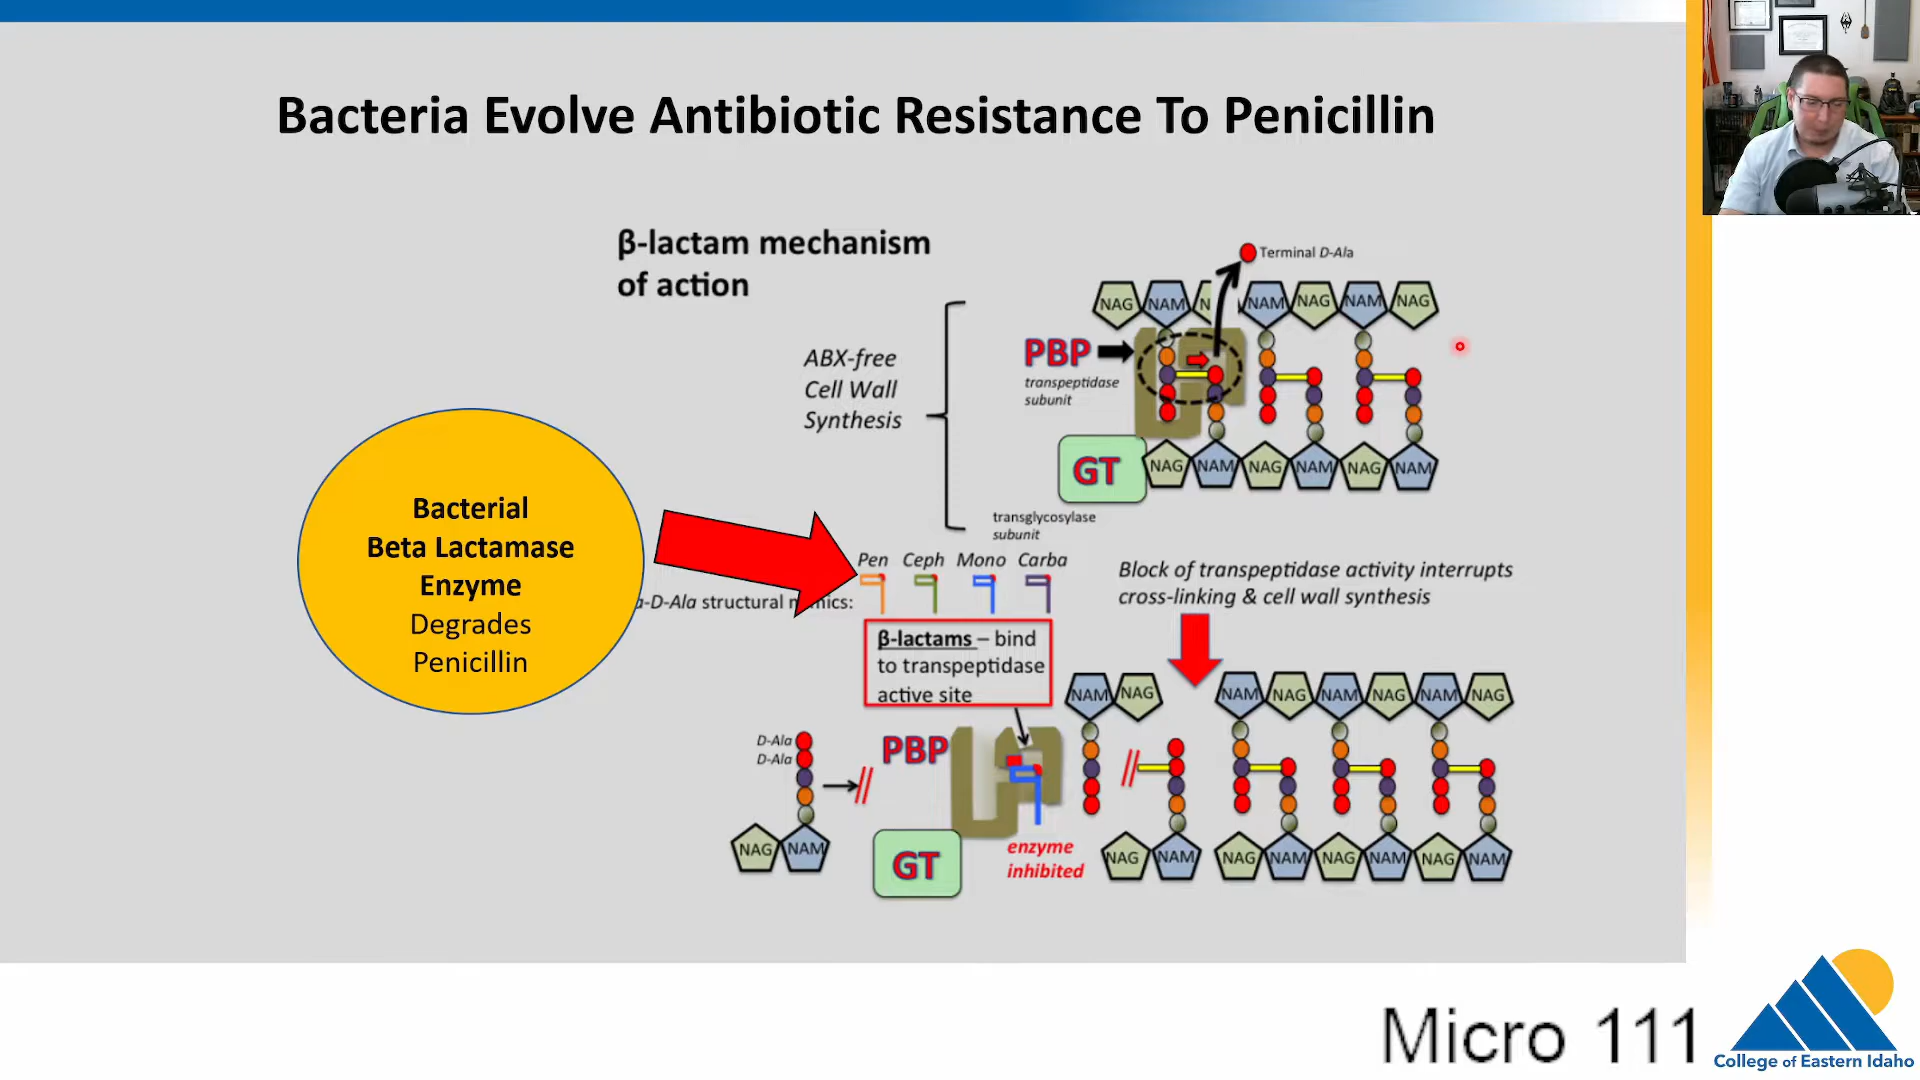 Bacteria Evolve Antibiotic Resistance To Penicillin
β-lactam mechanism
of action
Terminal D-Ala
NAG NAM N NAM NAG NAM NAG
PBP
transpeptidase
subunit
ABX-free
Cell Wall
Synthesis
GT
NAG NAM NAG NAM NAG NAM
transglycosylase
subunit
Bacterial
Beta Lactamase
Enzyme
Degrades
Penicillin
Pen Ceph Mono Carba
a-D-Ala structural mimics:
Block of transpeptidase activity interrupts
cross-linking & cell wall synthesis
β-lactams – bind
to transpeptidase
active site
NAM NAG NAM NAG NAM NAG NAM NAG
D-Ala
D-Ala
PBP
NAG NAM
GT
enzyme
inhibited
NAG NAM NAG NAM NAG NAM NAG NAM
Micro 111
College of Eastern Idaho